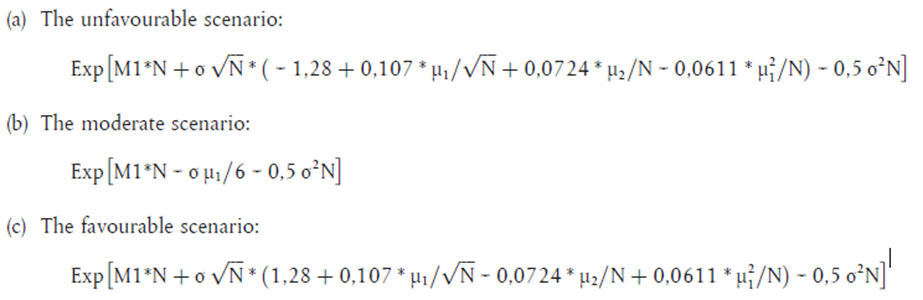 (a) The unfavourable scenario:
Exp[M1*N + σ √N * ( - 1,28 + 0,107 * μ₁/√N + 0,0724 * μ₂/N - 0,0611 * μ₁²/N) - 0,5 σ²N]
(b) The moderate scenario:
Exp[M1*N - σ μ₁/6 - 0,5 σ²N]
(c) The favourable scenario:
Exp[M1*N + σ √N * (1,28 + 0,107 * μ₁/√N - 0,0724 * μ₂/N + 0,0611 * μ₁²/N) - 0,5 σ²N]